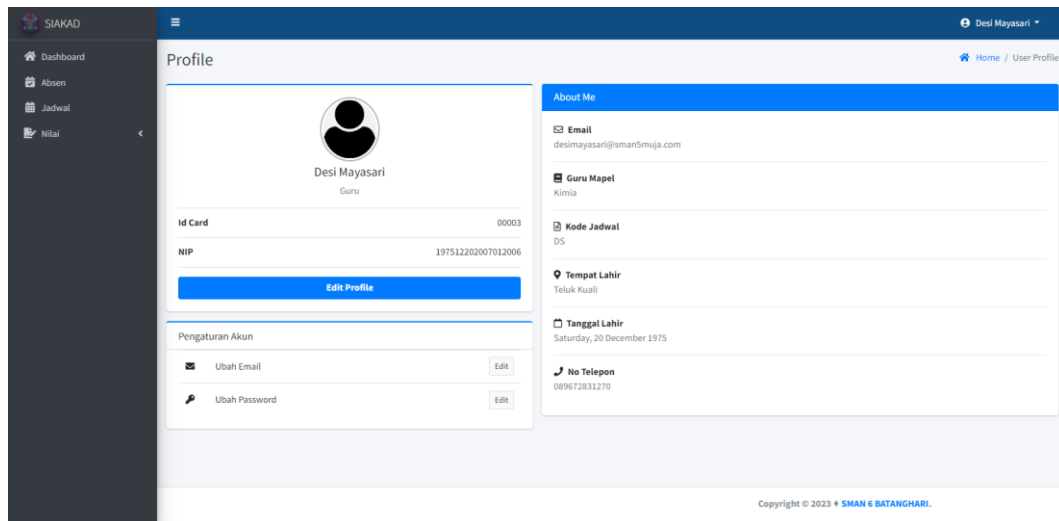 SIAKAD
Desi Mayasari
Dashboard
Absen
Jadwal
Nilai
Profile
Home / User Profile
Desi Mayasari
Guru
Id Card 00003
NIP 197512202007012006
Edit Profile
Pengaturan Akun
Ubah Email Edit
Ubah Password Edit
About Me
Email
desimayasari@sman5muja.com
Guru Mapel
Kimia
Kode Jadwal
DS
Tempat Lahir
Teluk Kuali
Tanggal Lahir
Saturday, 20 December 1975
No Telepon
089672831270
Copyright © 2023 ♦ SMAN 6 BATANGHARI.